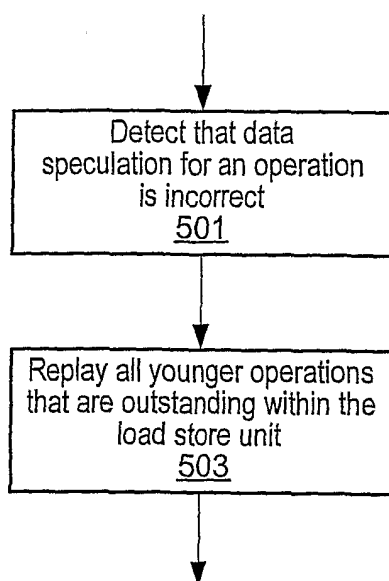 Detect that data
speculation for an operation
is incorrect
501
Replay all younger operations
that are outstanding within the
load store unit
503